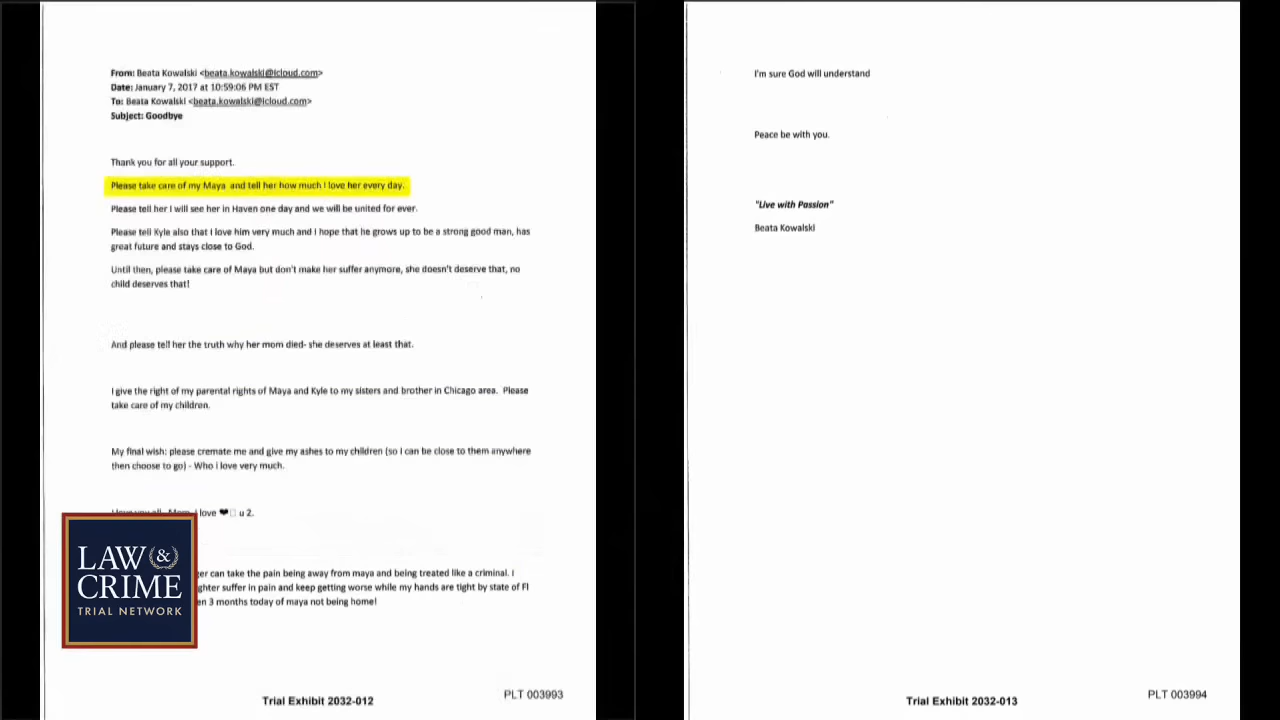 From: Beata Kowalski <beata.kowalski@icloud.com>
Date: January 7, 2017 at 10:59:06 PM EST
To: Beata Kowalski <beata.kowalski@icloud.com>
Subject: Goodbye
Thank you for all your support.
Please take care of my Maya and tell her how much I love her every day.
Please tell her I will see her in Haven one day and we will be united for ever.
Please tell Kyle also that I love him very much and I hope that he grows up to be a strong good man, has
great future and stays close to God.
Until then, please take care of Maya but don't make her suffer anymore, she doesn't deserve that, no
child deserves that!
And please tell her the truth why her mom died- she deserves at least that.
I give the right of my parental rights of Maya and Kyle to my sisters and brother in Chicago area. Please
take care of my children.
My final wish: please cremate me and give my ashes to my children (so I can be close to them anywhere
then choose to go) - Who I love very much.
love ❤ u 2.
can take the pain being away from maya and being treated like a criminal. I
suffer in pain and keep getting worse while my hands are tight by state of Fl
3 months today of maya not being home!
LAW &
CRIME
TRIAL NETWORK
Trial Exhibit 2032-012
PLT 003993
I'm sure God will understand
Peace be with you.
"Live with Passion"
Beata Kowalski
Trial Exhibit 2032-013
PLT 003994